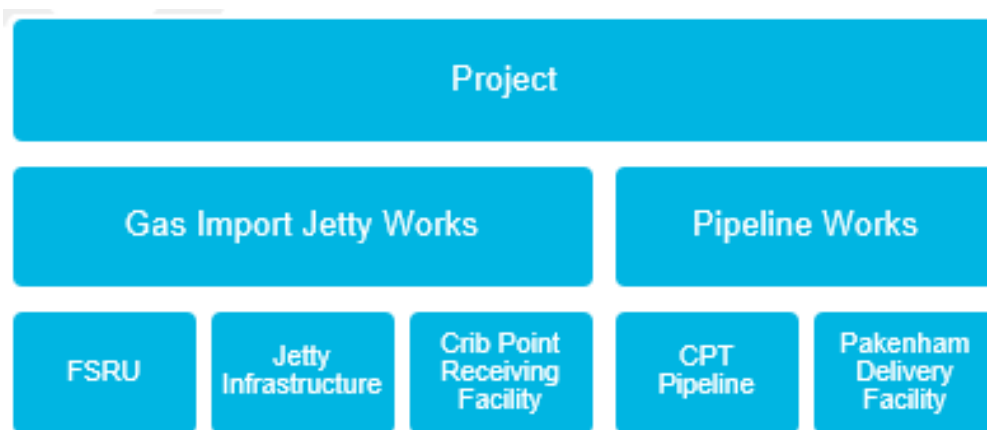 Project
Gas Import Jetty Works
Pipeline Works
FSRU
Jetty
Infrastructure
Crib Point
Receiving
Facility
CPT
Pipeline
Pakenham
Delivery
Facility